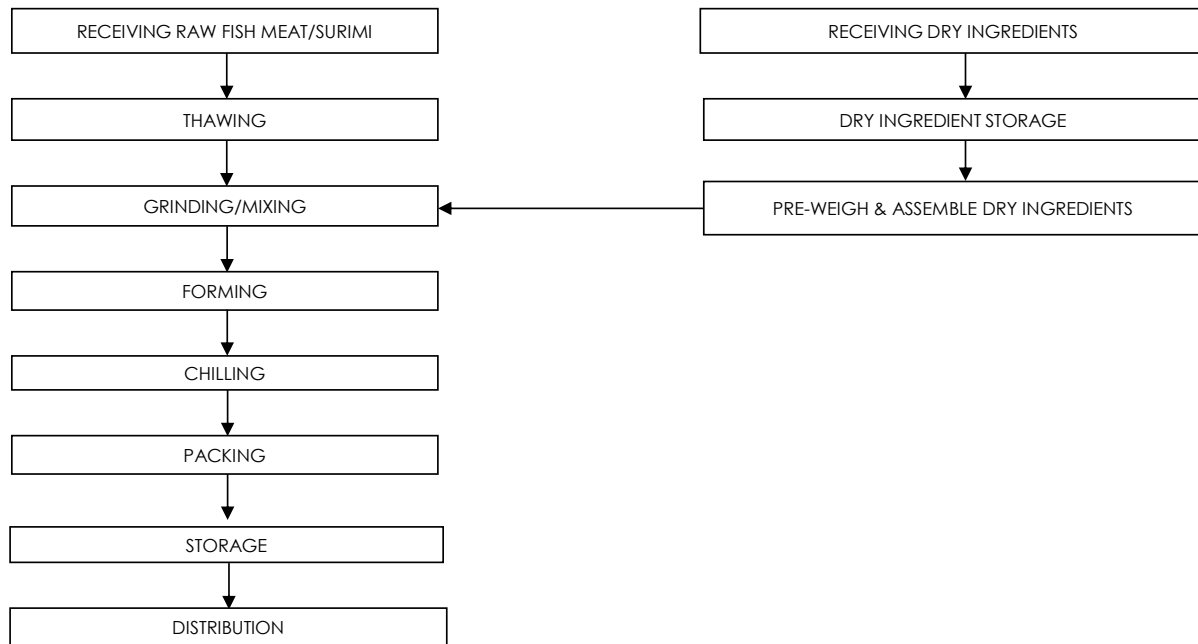 RECEIVING RAW FISH MEAT/SURIMI
THAWING
GRINDING/MIXING
FORMING
CHILLING
PACKING
STORAGE
DISTRIBUTION
RECEIVING DRY INGREDIENTS
DRY INGREDIENT STORAGE
PRE-WEIGH & ASSEMBLE DRY INGREDIENTS